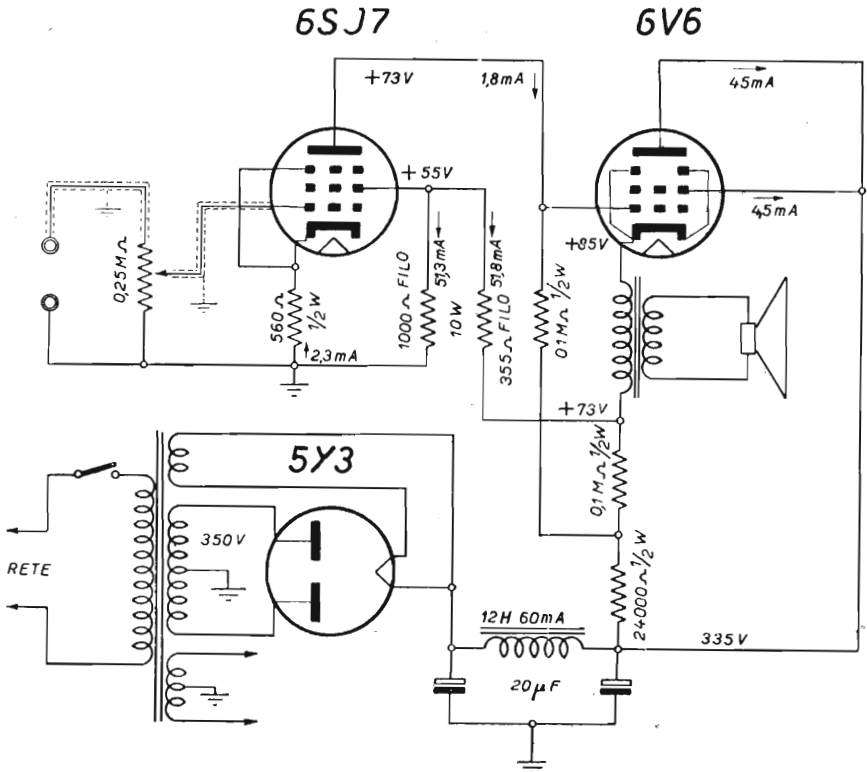 6SJ7
6V6
+73V
1,8mA
45mA
+55V
4,5mA
+85V
0,25MΩ
560Ω
1/2W
2,3mA
1000Ω FILO
10W
51,3mA
51,8mA
355Ω FILO
01MΩ 1/2W
+73V
0,1MΩ 1/2W
24000Ω 1/2W
5Y3
350V
RETE
12H 60mA
20µF
335V